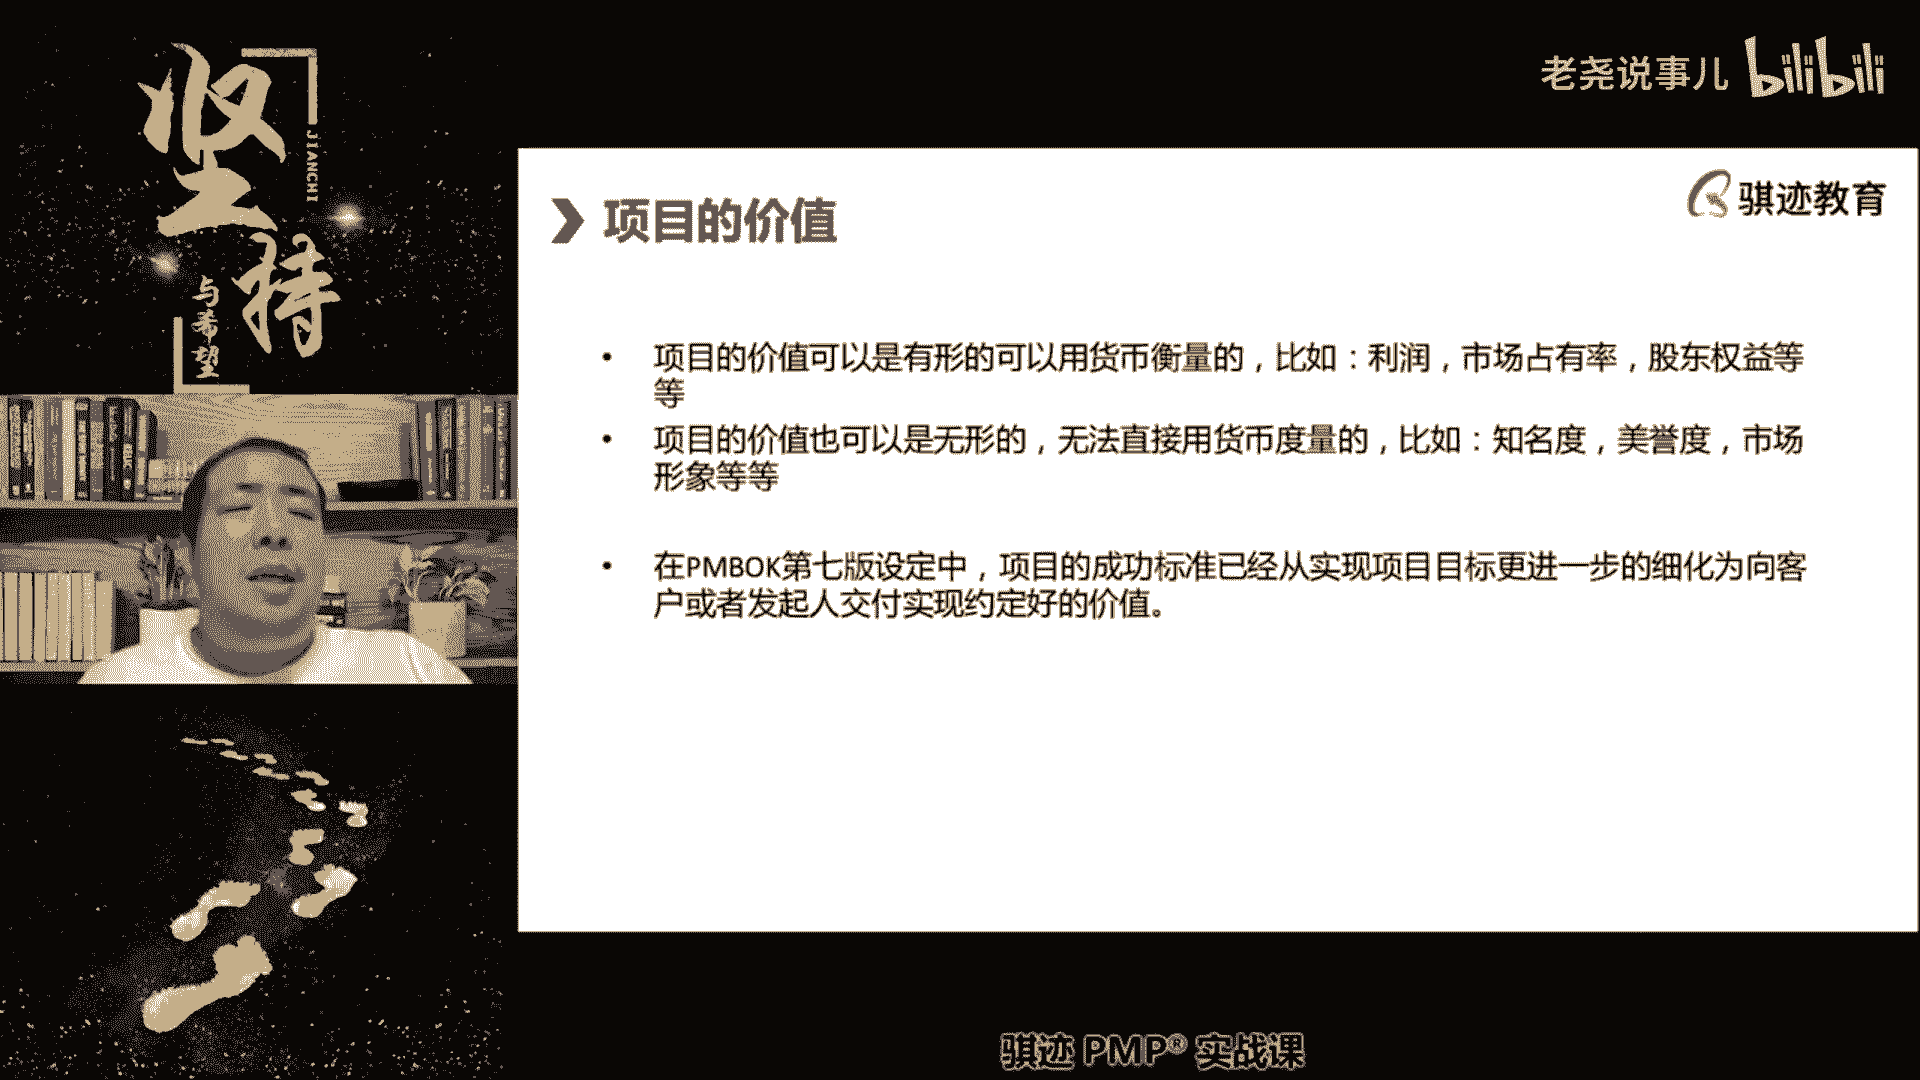 坚持
JIANCHI
与希望
老尧说事儿 bilibili
骐迹教育
项目的价值
• 项目的价值可以是有形的可以用货币衡量的，比如：利润，市场占有率，股东权益等
等
• 项目的价值也可以是无形的，无法直接用货币度量的，比如：知名度，美誉度，市场
形象等等
• 在PMBOK第七版设定中，项目的成功标准已经从实现项目目标更进一步的细化为向客
户或者发起人交付实现约定好的价值。
骐迹 PMP® 实战课